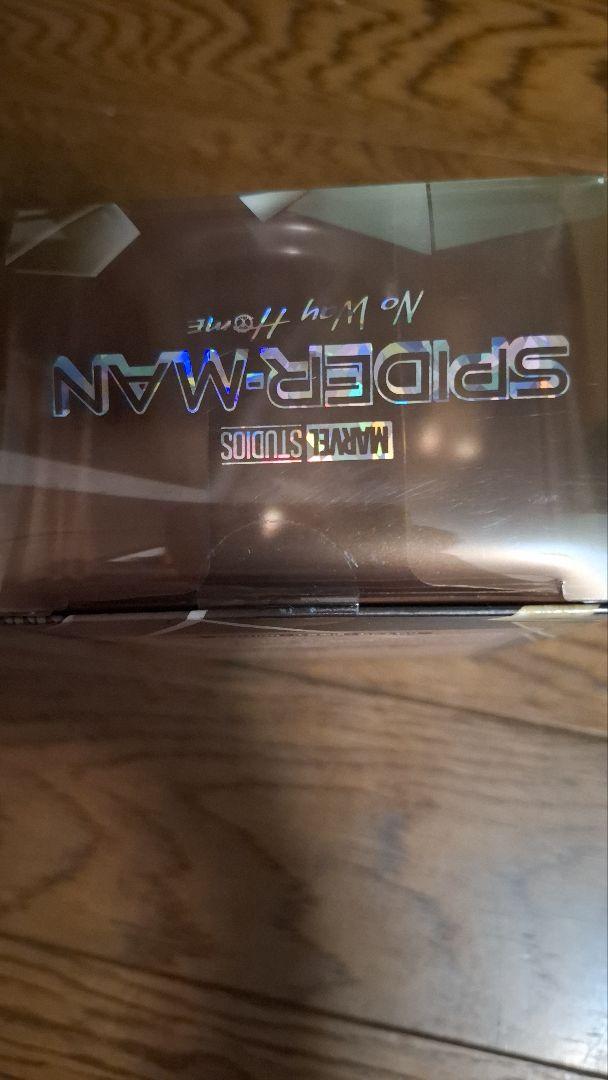 MARVEL STUDIOS
SPIDER-MAN
No Way Home